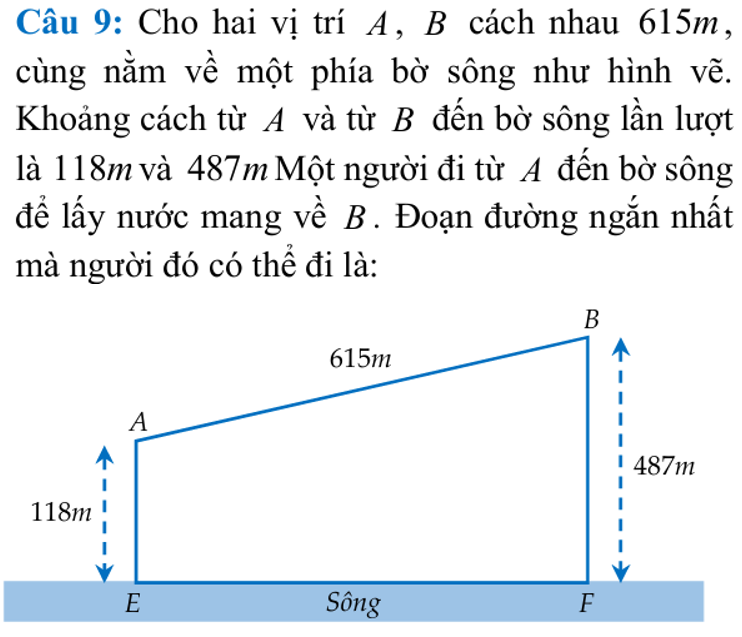 Câu 9: Cho hai vị trí A, B cách nhau 615m,
cùng nằm về một phía bờ sông như hình vẽ.
Khoảng cách từ A và từ B đến bờ sông lần lượt
là 118m và 487m Một người đi từ A đến bờ sông
để lấy nước mang về B. Đoạn đường ngắn nhất
mà người đó có thể đi là:
B
615m
A
487m
118m
E Sông F